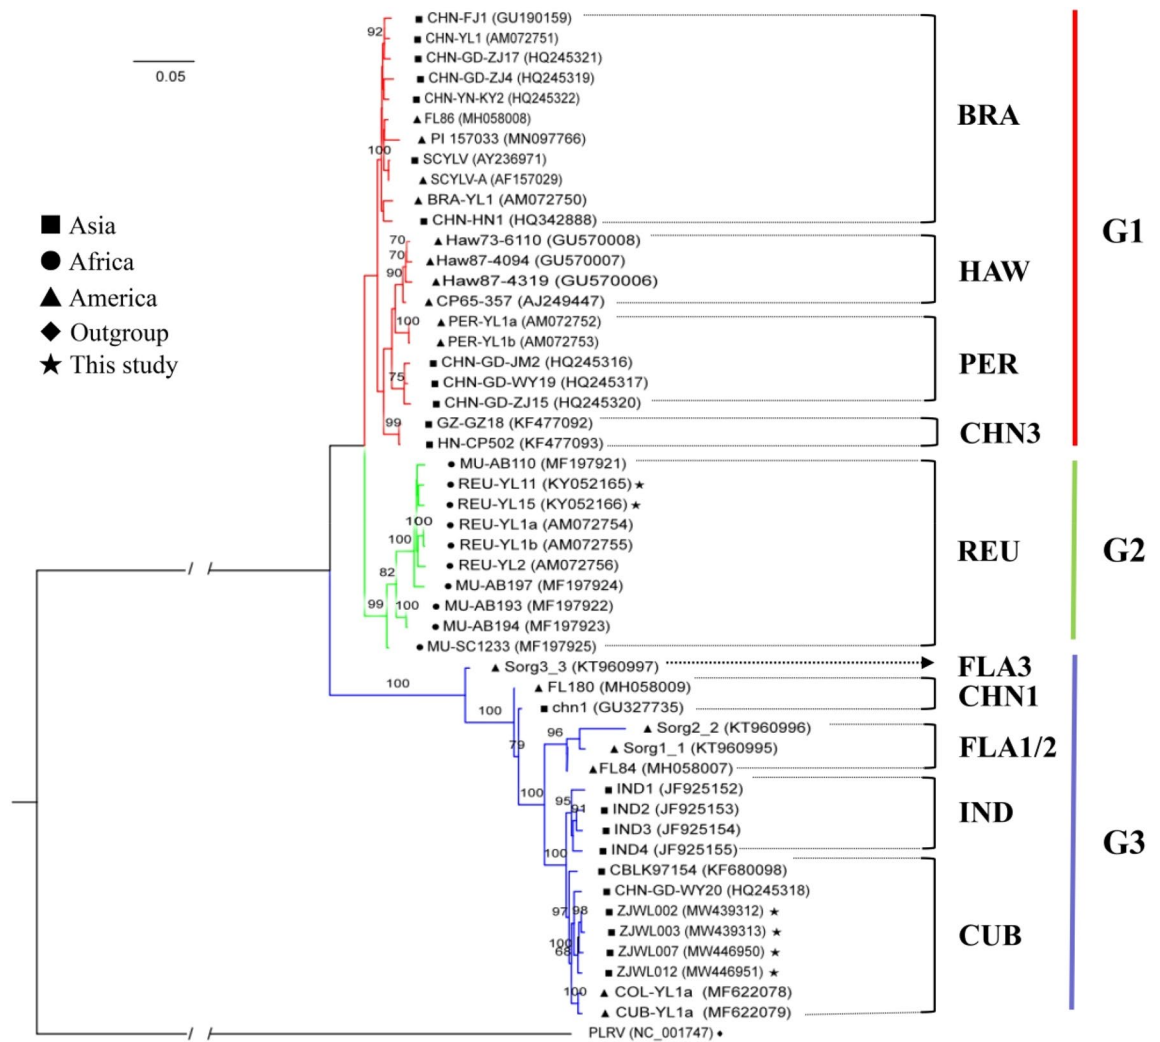 0.05
Asia
Africa
America
Outgroup
This study
92
CHN-FJ1 (GU190159)
CHN-YL1 (AM072751)
CHN-GD-ZJ17 (HQ245321)
CHN-GD-ZJ4 (HQ245319)
CHN-YN-KY2 (HQ245322)
FL86 (MH058008)
PI 157033 (MN097766)
100
SCYLV (AY236971)
SCYLV-A (AF157029)
BRA-YL1 (AM072750)
CHN-HN1 (HQ342888)
BRA
70
Haw73-6110 (GU570008)
70
Haw87-4094 (GU570007)
90
Haw87-4319 (GU570006)
CP65-357 (AJ249447)
HAW
100
PER-YL1a (AM072752)
PER-YL1b (AM072753)
CHN-GD-JM2 (HQ245316)
75
CHN-GD-WY19 (HQ245317)
CHN-GD-ZJ15 (HQ245320)
PER
99
GZ-GZ18 (KF477092)
HN-CP502 (KF477093)
CHN3
G1
MU-AB110 (MF197921)
REU-YL11 (KY052165)
REU-YL15 (KY052166)
100
REU-YL1a (AM072754)
100
REU-YL1b (AM072755)
REU-YL2 (AM072756)
82
MU-AB197 (MF197924)
99
100
MU-AB193 (MF197922)
MU-AB194 (MF197923)
MU-SC1233 (MF197925)
REU
G2
Sorg3_3 (KT960997)
FLA3
100
FL180 (MH058009)
100
chn1 (GU327735)
CHN1
79
96
Sorg2_2 (KT960996)
Sorg1_1 (KT960995)
FL84 (MH058007)
FLA1/2
100
IND1 (JF925152)
95
91
IND2 (JF925153)
IND3 (JF925154)
100
IND4 (JF925155)
IND
CBLK97154 (KF680098)
CHN-GD-WY20 (HQ245318)
97
98
ZJWL002 (MW439312)
ZJWL003 (MW439313)
100
68
ZJWL007 (MW446950)
ZJWL012 (MW446951)
100
COL-YL1a (MF622078)
CUB-YL1a (MF622079)
CUB
G3
PLRV (NC_001747)